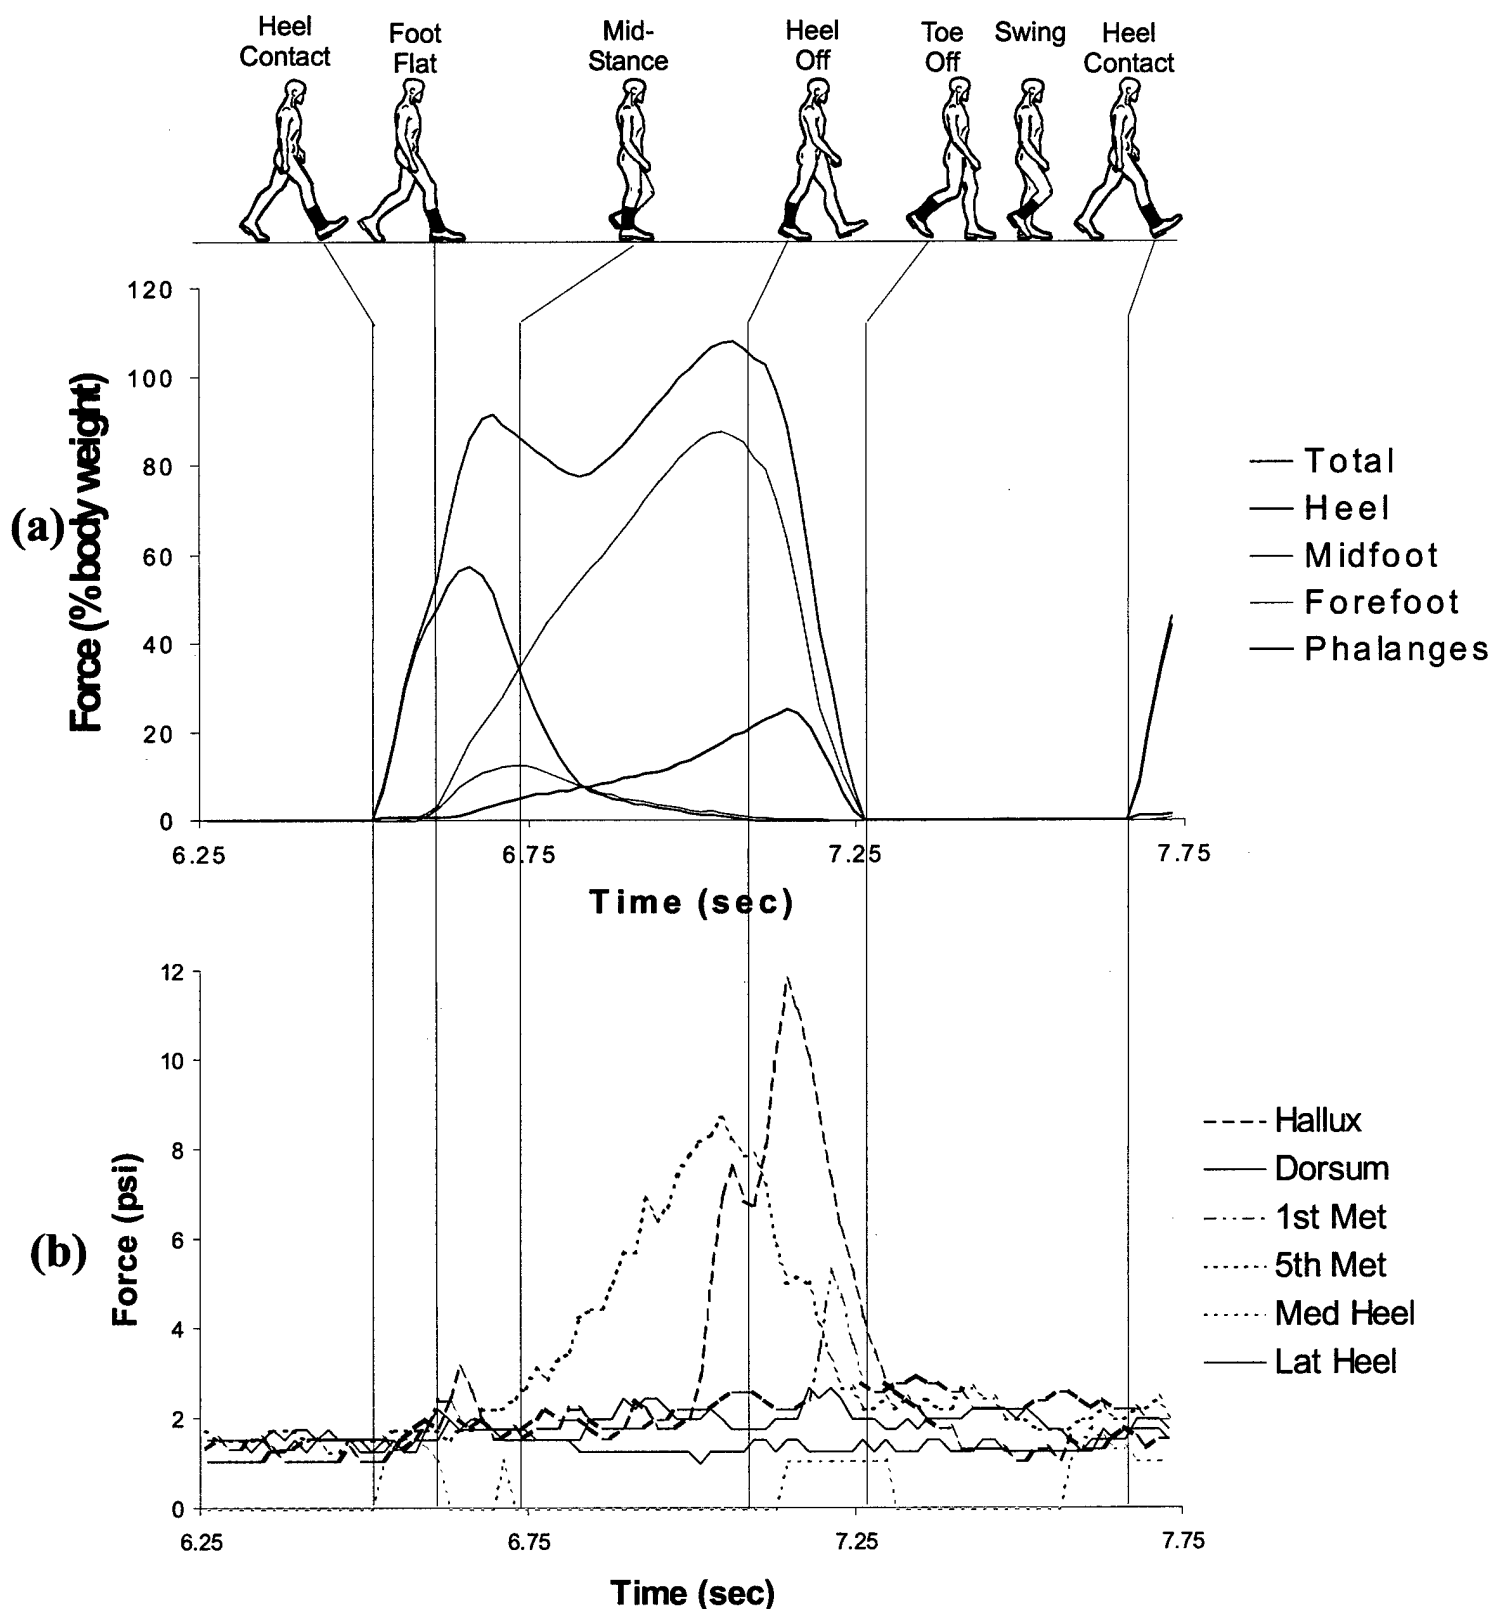 Heel
Contact
Foot
Flat
Mid-
Stance
Heel
Off
Toe
Off
Swing
Heel
Contact
120
100
80
60
40
20
0
(a)
Force (% body weight)
Total
Heel
Midfoot
Forefoot
Phalanges
6.25
6.75
7.25
7.75
Time (sec)
12
10
8
6
4
2
0
(b)
Force (psi)
Hallux
Dorsum
1st Met
5th Met
Med Heel
Lat Heel
6.25
6.75
7.25
7.75
Time (sec)